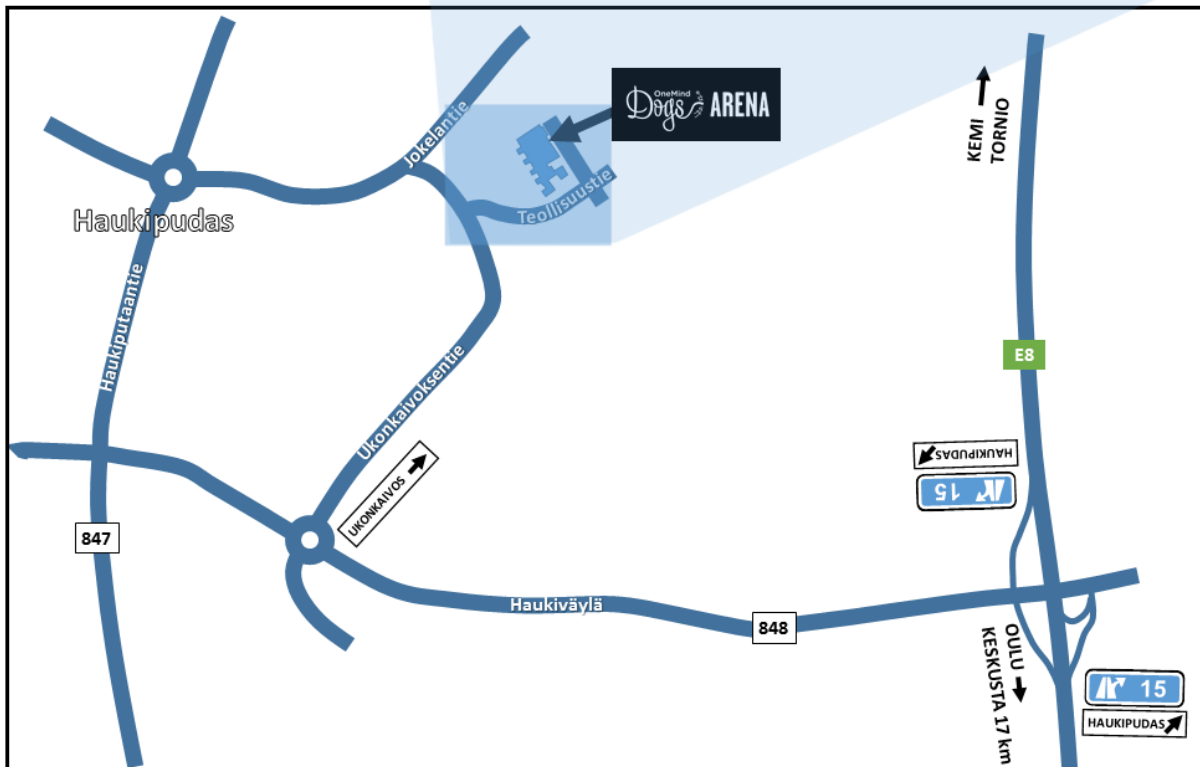 OneMind
Dogs ARENA
Jokelantie
KEMI
TORNIO
Haukipudas
Teollisuustie
Haukiputaantie
E8
Ukonkaivoksentie
HAUKIPUDAS
15
UKONKAIVOS
847
Haukiväylä
848
OULU
KESKUSTA 17 km
15
HAUKIPUDAS